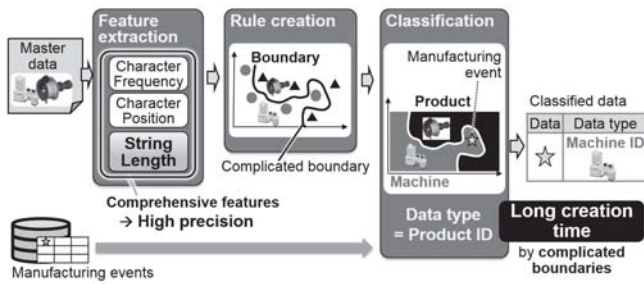 Master
data
Feature
extraction
Character
Frequency
Character
Position
String
Length
Comprehensive features
→ High precision
Rule creation
Boundary
Complicated boundary
Classification
Manufacturing
event
Product
Machine
Data type
= Product ID
Classified data
Data
Data type
Machine ID
Long creation
time
by complicated
boundaries
Manufacturing events